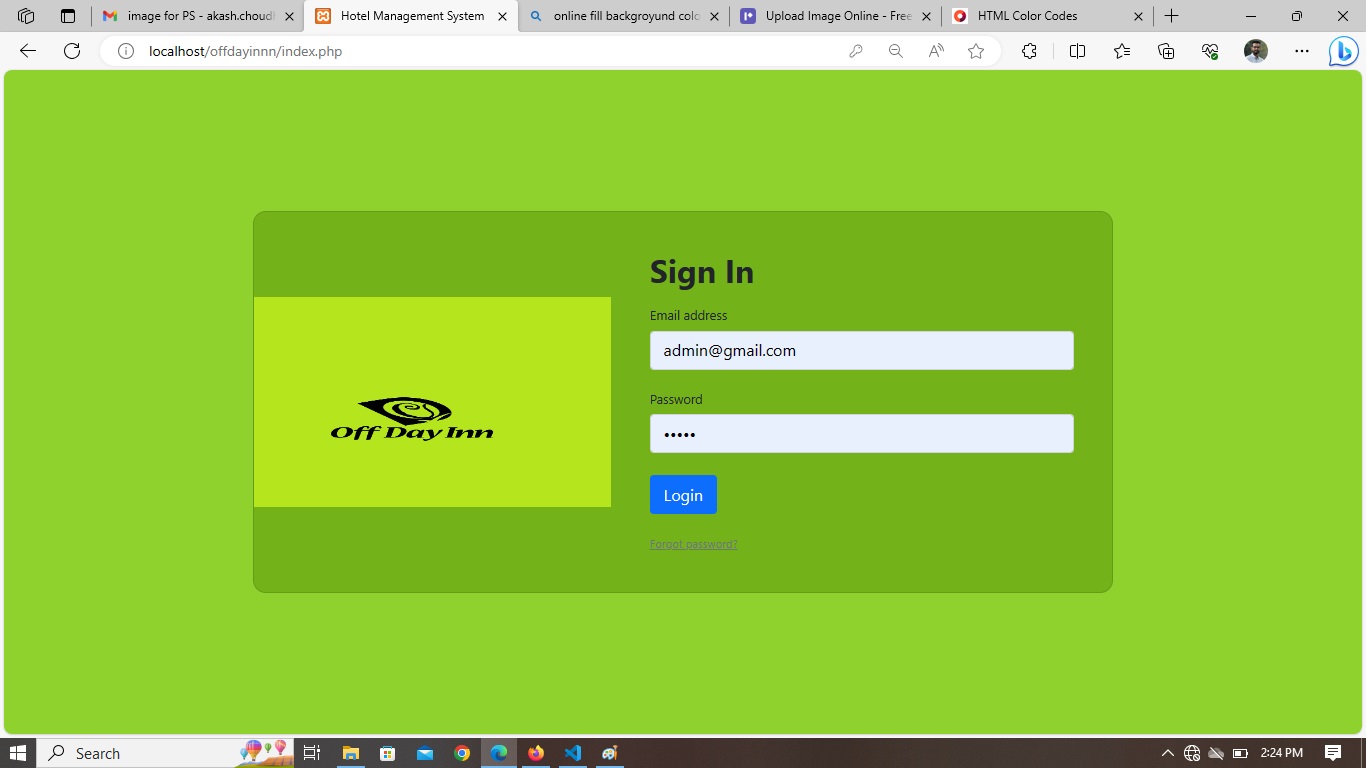 image for PS - akash.choudh
Hotel Management System
online fill backgroyund colo
Upload Image Online - Free
HTML Color Codes
localhost/offdayinnn/index.php
Sign In
Email address
admin@gmail.com
Password
•••••
Off Day Inn
Login
Forgot password?
Search
2:24 PM